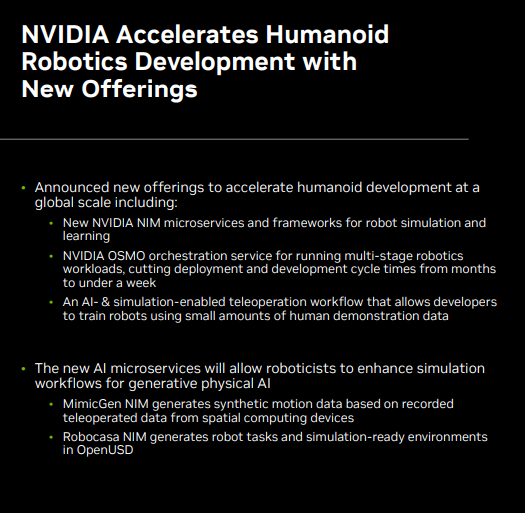 NVIDIA Accelerates Humanoid
Robotics Development with
New Offerings
• Announced new offerings to accelerate humanoid development at a
global scale including:
• New NVIDIA NIM microservices and frameworks for robot simulation and
learning
• NVIDIA OSMO orchestration service for running multi-stage robotics
workloads, cutting deployment and development cycle times from months
to under a week
• An AI- & simulation-enabled teleoperation workflow that allows developers
to train robots using small amounts of human demonstration data
• The new AI microservices will allow roboticists to enhance simulation
workflows for generative physical AI
• MimicGen NIM generates synthetic motion data based on recorded
teleoperated data from spatial computing devices
• Robocasa NIM generates robot tasks and simulation-ready environments
in OpenUSD